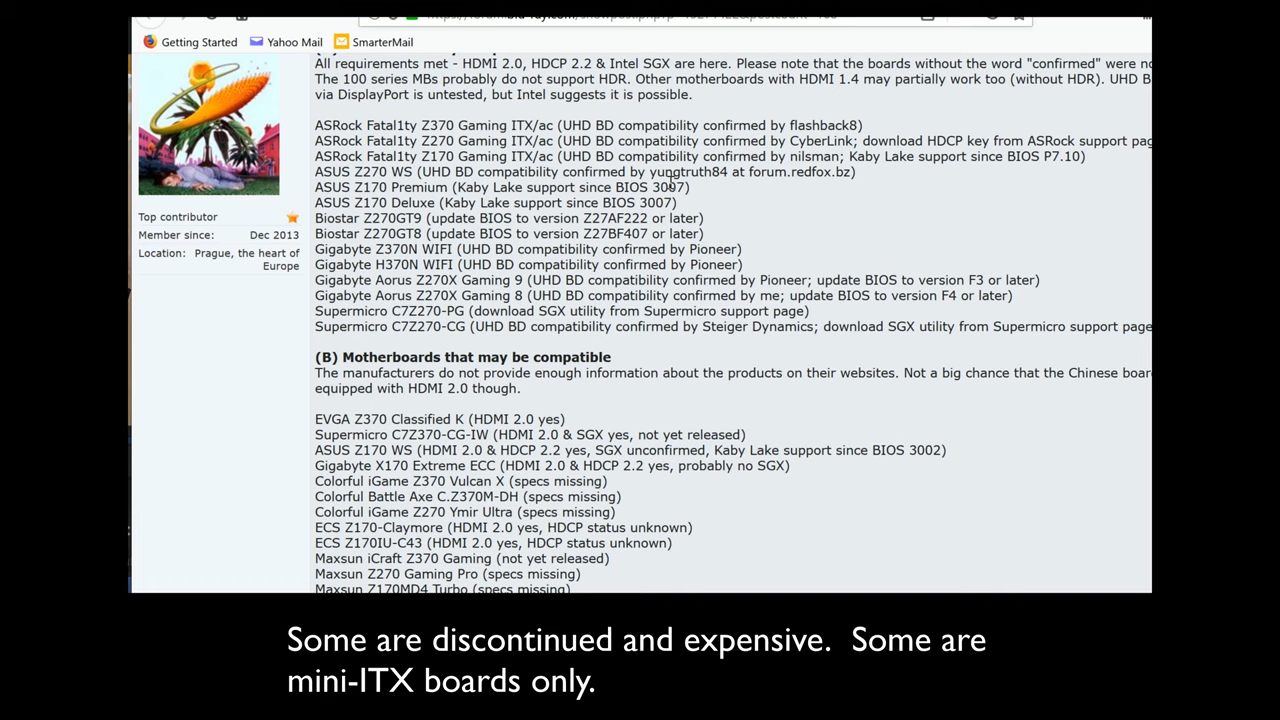 Getting Started Yahoo Mail SmarterMail
All requirements met - HDMI 2.0, HDCP 2.2 & Intel SGX are here. Please note that the boards without the word "confirmed" were no
The 100 series MBs probably do not support HDR. Other motherboards with HDMI 1.4 may partially work too (without HDR). UHD B
via DisplayPort is untested, but Intel suggests it is possible.
ASRock Fatal1ty Z370 Gaming ITX/ac (UHD BD compatibility confirmed by flashback8)
ASRock Fatal1ty Z270 Gaming ITX/ac (UHD BD compatibility confirmed by CyberLink; download HDCP key from ASRock support pag
ASRock Fatal1ty Z170 Gaming ITX/ac (UHD BD compatibility confirmed by nilsman; Kaby Lake support since BIOS P7.10)
ASUS Z270 WS (UHD BD compatibility confirmed by yungtruth84 at forum.redfox.bz)
ASUS Z170 Premium (Kaby Lake support since BIOS 3007)
ASUS Z170 Deluxe (Kaby Lake support since BIOS 3007)
Biostar Z270GT9 (update BIOS to version Z27AF222 or later)
Biostar Z270GT8 (update BIOS to version Z27BF407 or later)
Gigabyte Z370N WIFI (UHD BD compatibility confirmed by Pioneer)
Gigabyte H370N WIFI (UHD BD compatibility confirmed by Pioneer)
Gigabyte Aorus Z270X Gaming 9 (UHD BD compatibility confirmed by Pioneer; update BIOS to version F3 or later)
Gigabyte Aorus Z270X Gaming 8 (UHD BD compatibility confirmed by me; update BIOS to version F4 or later)
Supermicro C7Z270-PG (download SGX utility from Supermicro support page)
Supermicro C7Z270-CG (UHD BD compatibility confirmed by Steiger Dynamics; download SGX utility from Supermicro support page
(B) Motherboards that may be compatible
The manufacturers do not provide enough information about the products on their websites. Not a big chance that the Chinese boar
equipped with HDMI 2.0 though.
EVGA Z370 Classified K (HDMI 2.0 yes)
Supermicro C7Z370-CG-IW (HDMI 2.0 & SGX yes, not yet released)
ASUS Z170 WS (HDMI 2.0 & HDCP 2.2 yes, SGX unconfirmed, Kaby Lake support since BIOS 3002)
Gigabyte X170 Extreme ECC (HDMI 2.0 & HDCP 2.2 yes, probably no SGX)
Colorful iGame Z370 Vulcan X (specs missing)
Colorful Battle Axe C.Z370M-DH (specs missing)
Colorful iGame Z270 Ymir Ultra (specs missing)
ECS Z170-Claymore (HDMI 2.0 yes, HDCP status unknown)
ECS Z170IU-C43 (HDMI 2.0 yes, HDCP status unknown)
Maxsun iCraft Z370 Gaming (not yet released)
Maxsun Z270 Gaming Pro (specs missing)
Maxsun Z170MD4 Turbo (specs missing)
Top contributor
Member since: Dec 2013
Location: Prague, the heart of
Europe
Some are discontinued and expensive. Some are
mini-ITX boards only.